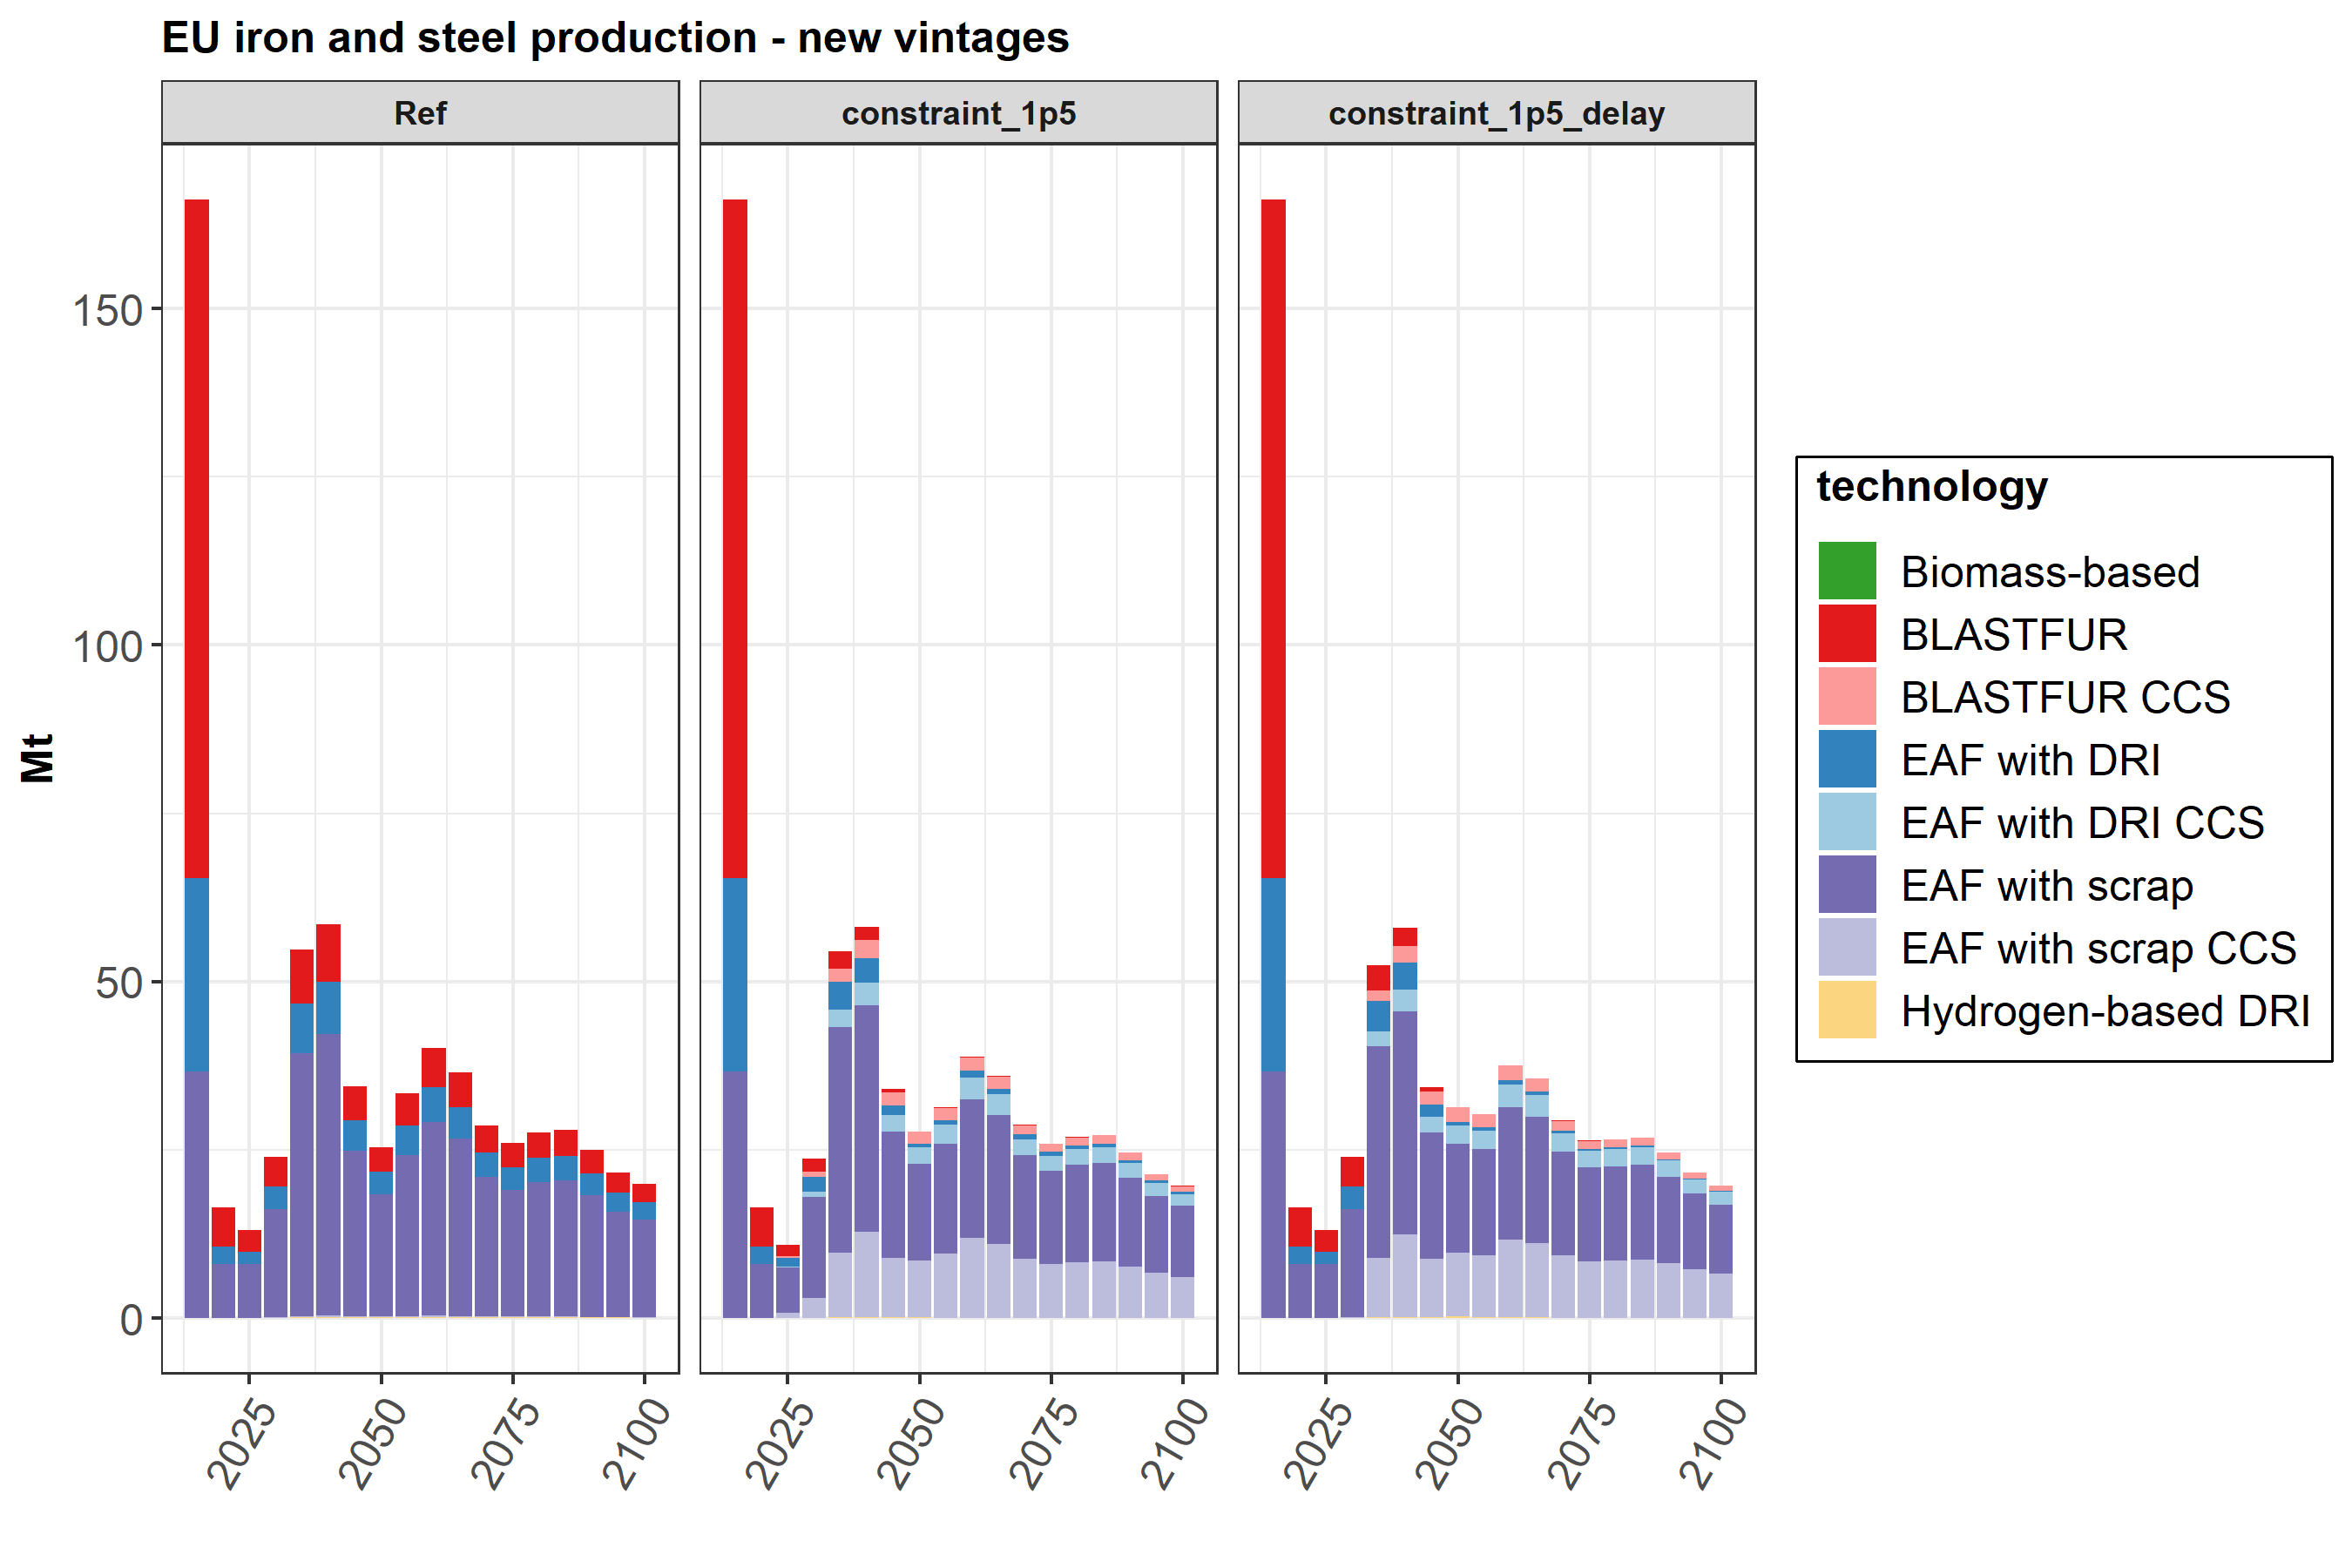 EU iron and steel production - new vintages
Ref
constraint_1p5
constraint_1p5_delay
150
100
50
0
Mt
2025
2050
2075
2100
2025
2050
2075
2100
2025
2050
2075
2100
technology
Biomass-based
BLASTFUR
BLASTFUR CCS
EAF with DRI
EAF with DRI CCS
EAF with scrap
EAF with scrap CCS
Hydrogen-based DRI